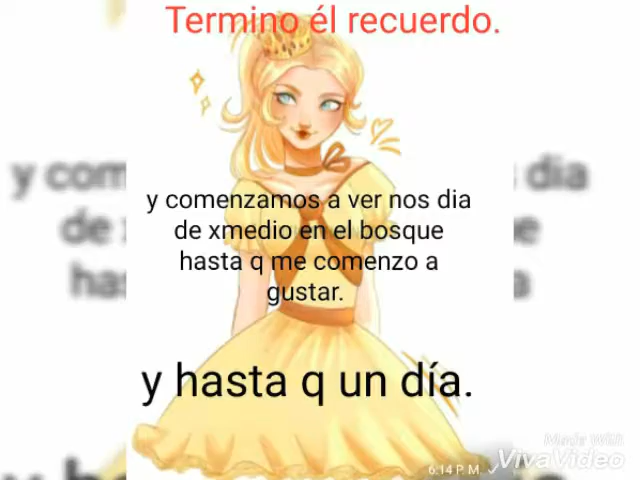 Termino él recuerdo.
y comenzamos a ver nos dia
de xmedio en el bosque
hasta q me comenzo a
gustar.
y hasta q un día.
6:14 P.M.
Made With
VivaVideo